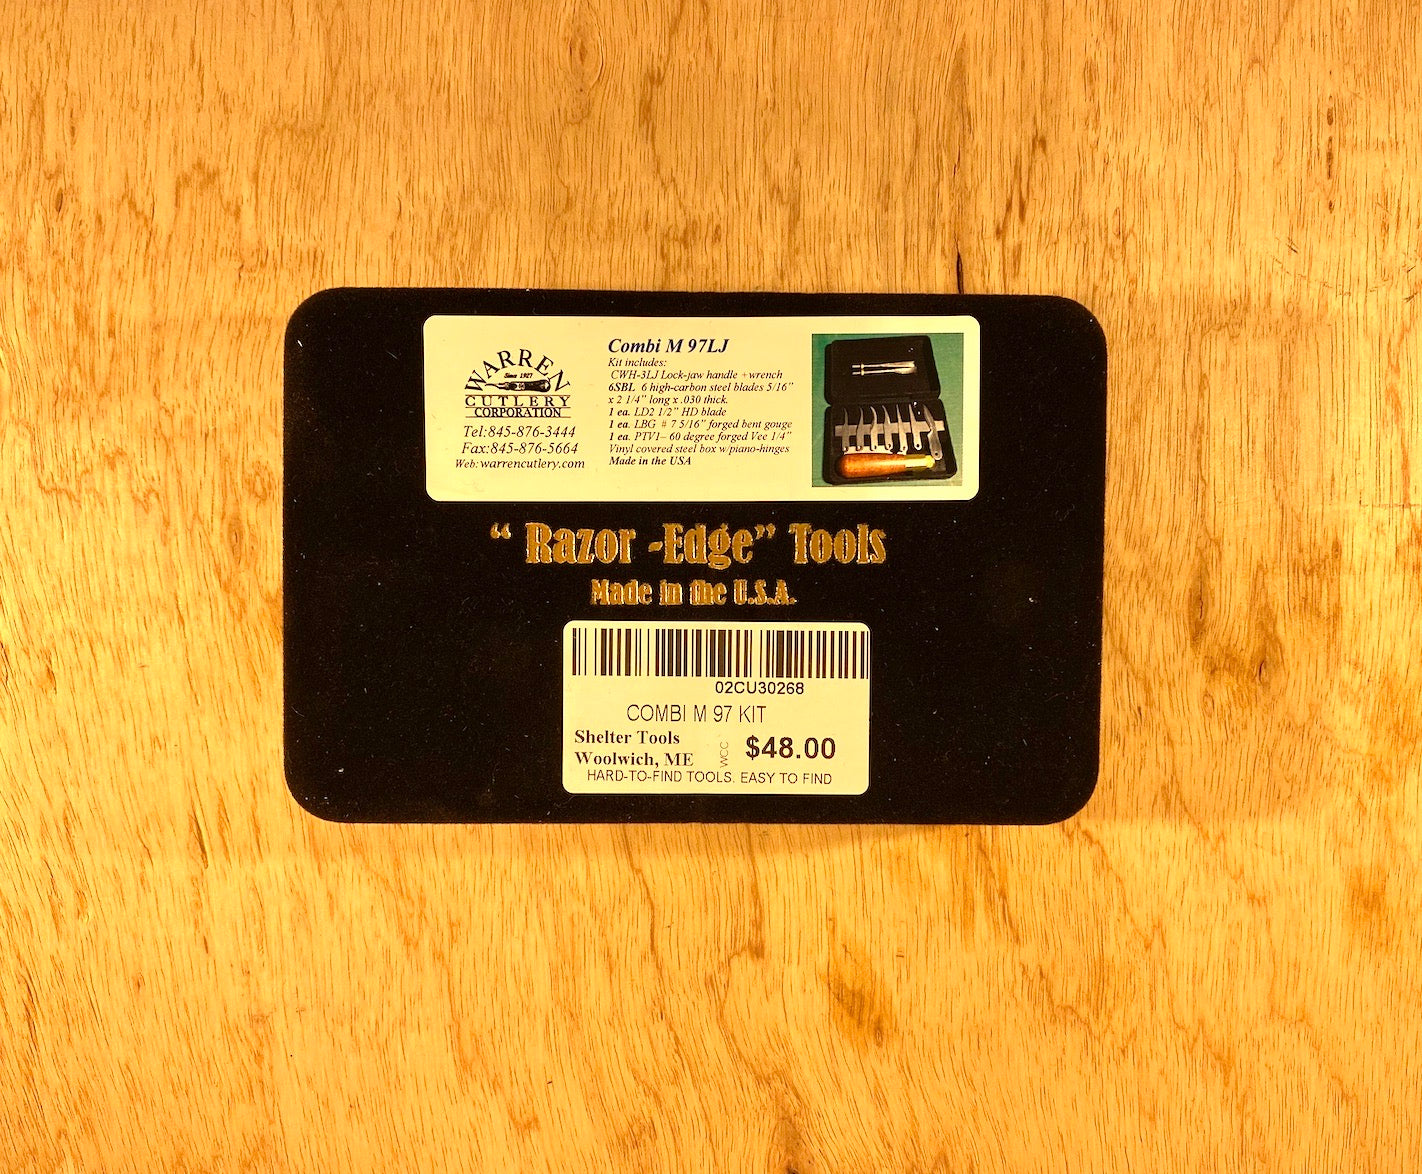 WARREN
Since 1927
CUTLERY
CORPORATION
Tel:845-876-3444
Fax:845-876-5664
Web:warrencutlery.com
Combi M 97LJ
Kit includes:
CWH-3LJ Lock-jaw handle +wrench
6SBL 6 high-carbon steel blades 5/16"
x 2 1/4" long x .030 thick.
1 ea. LD2 1/2" HD blade
1 ea. LBG # 7 5/16" forged bent gouge
1 ea. PTV1– 60 degree forged Vee 1/4"
Vinyl covered steel box w/piano-hinges
Made in the USA
“ Razor -Edge” Tools
Made in the U.S.A.
02CU30268
COMBI M 97 KIT
Shelter Tools
Woolwich, ME
WCC
$48.00
HARD-TO-FIND TOOLS. EASY TO FIND